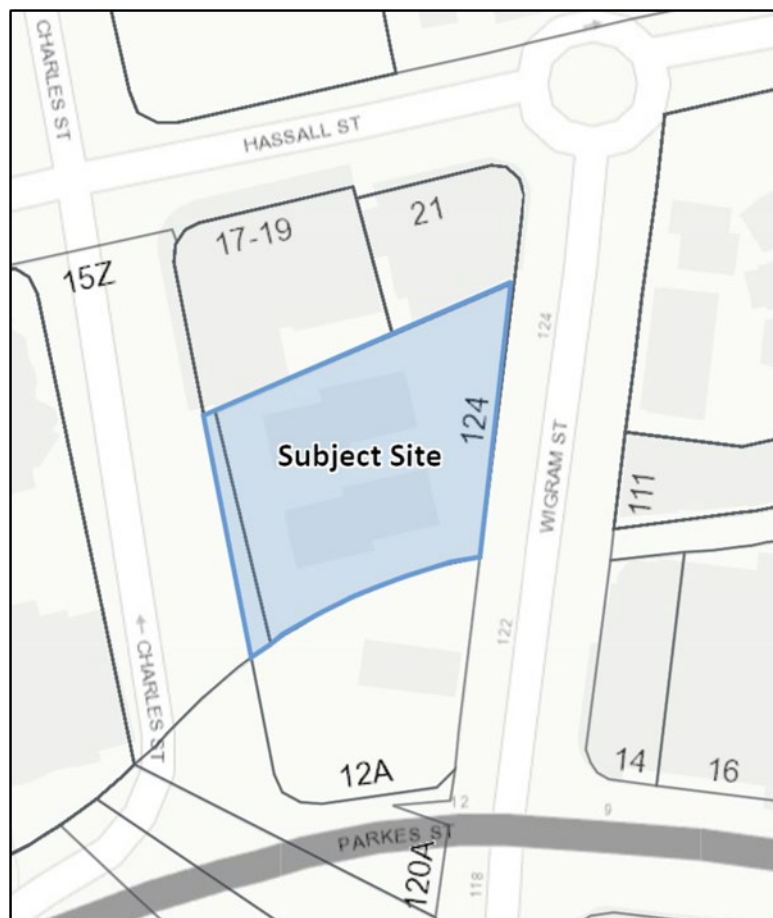 CHARLES ST
HASSALL ST
17-19
21
15Z
124
124
Subject Site
WIGRAM ST
111
← CHARLES ST
122
12A
14
16
12
9
PARKES ST
120A
118